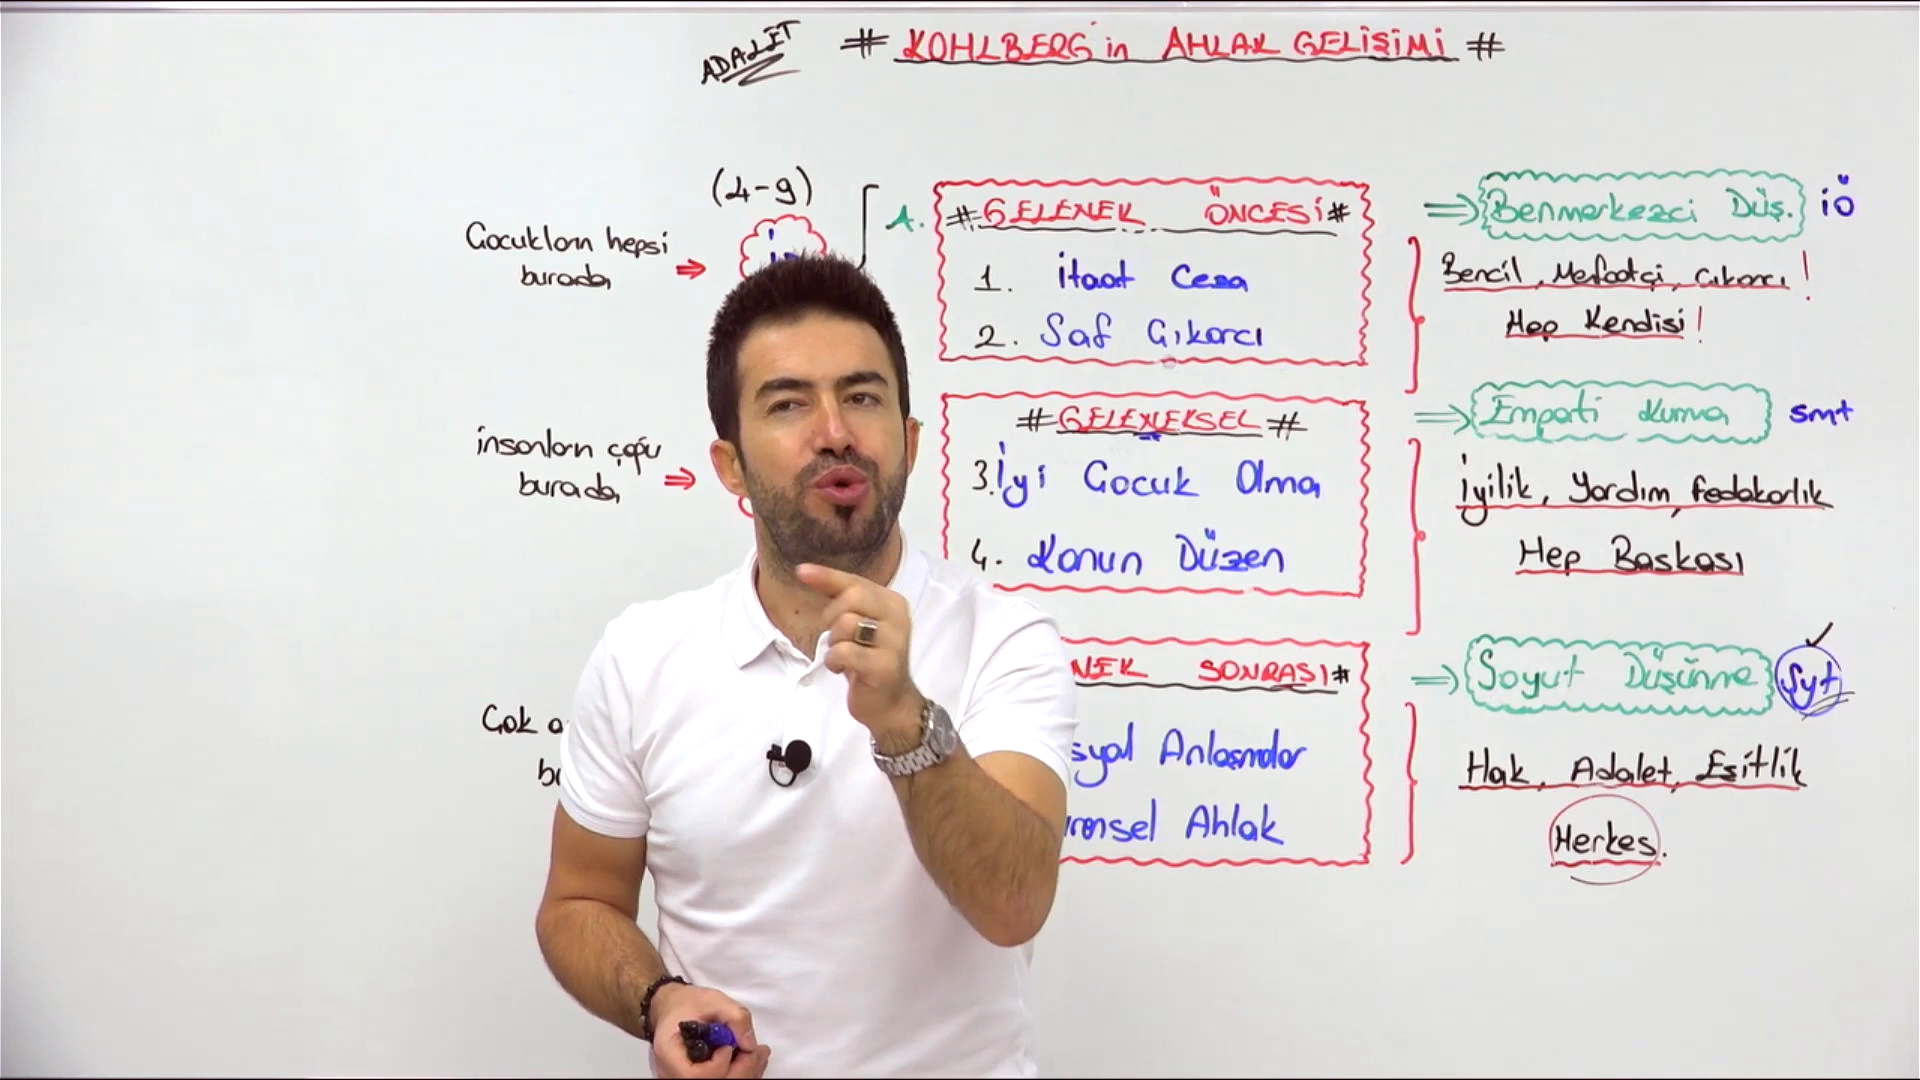 ADALET
# KOHLBERG'in AHLAK GELİŞİMİ #
(4-9)
Çocukların hepsi
burada
A.
#GELENEK ÖNCESİ#
1. İtaat Ceza
2. Saf Çıkarcı
Benmerkezci Düş. iÖ
Bencil, Menfaatçi, Çıkarcı!
Hep Kendisi!
insanların çoğu
burada
#GELENEKSEL#
3.İyi Çocuk Olma
4. Kanun Düzen
Empati Kurma smt
İyilik, Yardım, Fedakarlık
Hep Başkası
Çok
NEK SONRASI#
syal Anlaşmalar
rensel Ahlak
Soyut Düşünme Syt
Hak, Adalet, Eşitlik
Herkes.